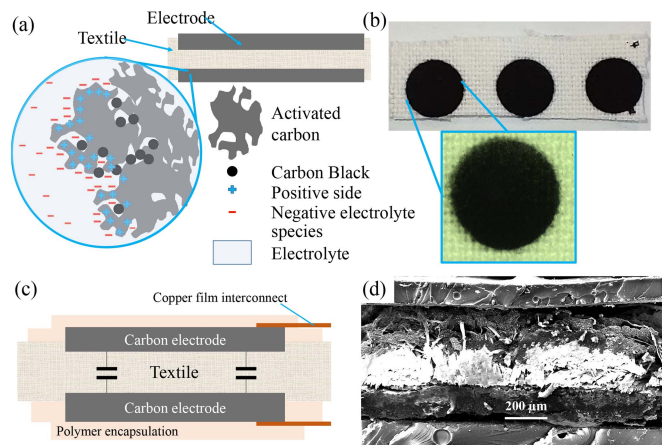 (a)
Electrode
Textile
Activated
carbon
Carbon Black
Positive side
Negative electrolyte
species
Electrolyte
(b)
(c)
Copper film interconnect
Carbon electrode
Textile
Carbon electrode
Polymer encapsulation
(d)
200 µm